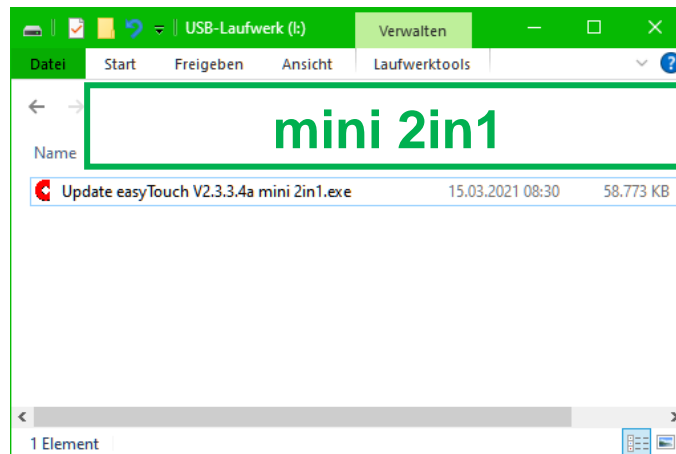 USB-Laufwerk (I:)
Verwalten
Datei Start Freigeben Ansicht Laufwerktools
mini 2in1
Name
Update easyTouch V2.3.3.4a mini 2in1.exe 15.03.2021 08:30 58.773 KB
1 Element